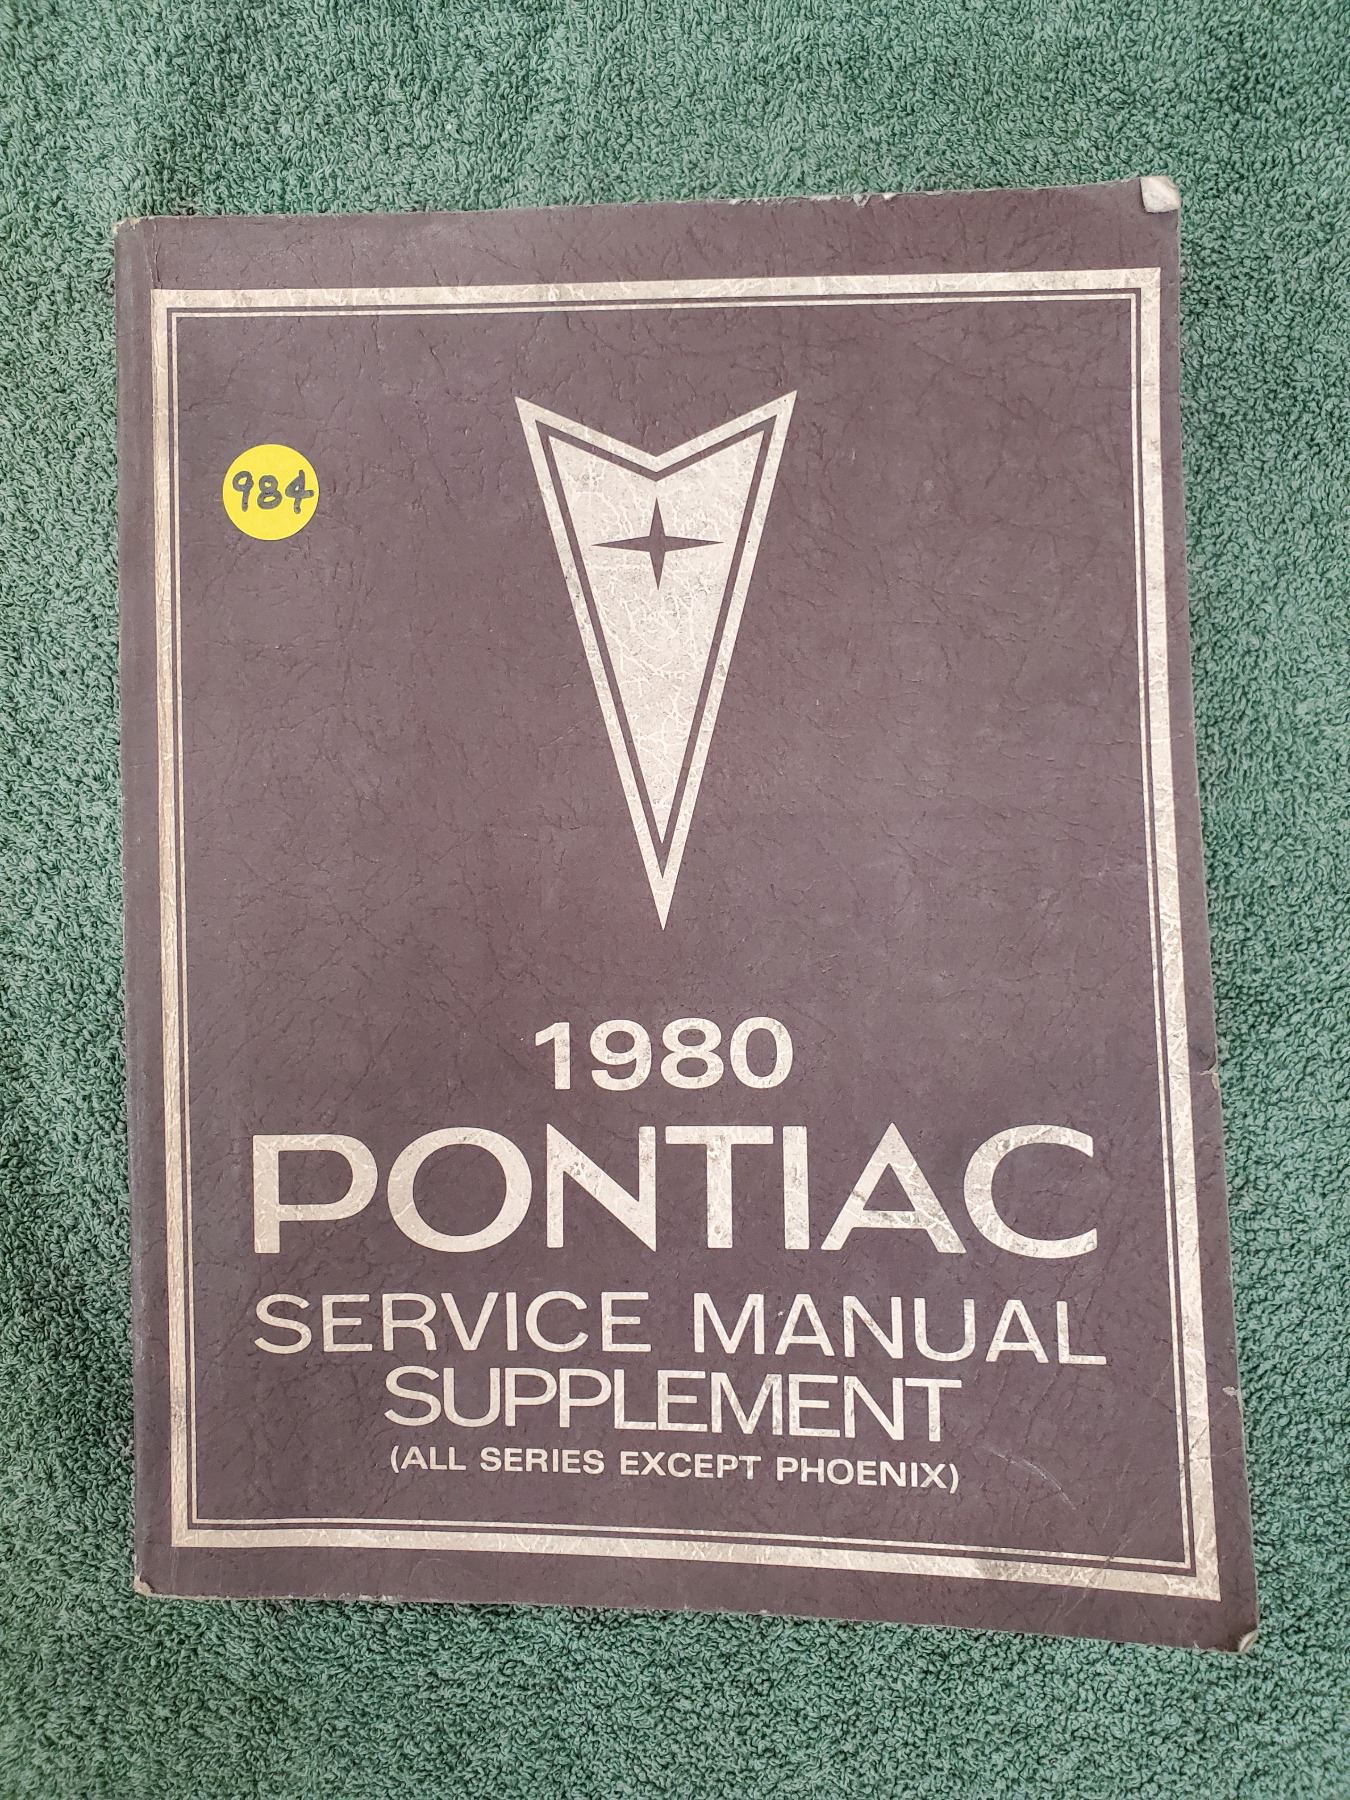 984
1980
PONTIAC
SERVICE MANUAL
SUPPLEMENT
(ALL SERIES EXCEPT PHOENIX)